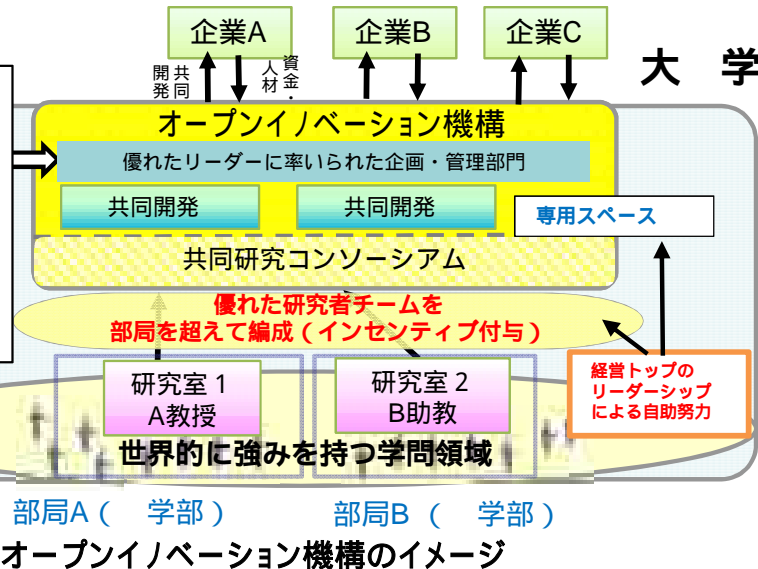 企業A
企業B
企業C
共同
開発
資金・
人材
大 学
オープンイノベーション機構
優れたリーダーに率いられた企画・管理部門
共同開発
共同開発
専用スペース
共同研究コンソーシアム
優れた研究者チームを
部局を超えて編成(インセンティブ付与)
研究室1
A教授
研究室2
B助教
経営トップの
リーダーシップ
による自助努力
世界的に強みを持つ学問領域
部局A( 学部)
部局B ( 学部)
オープンイノベーション機構のイメージ